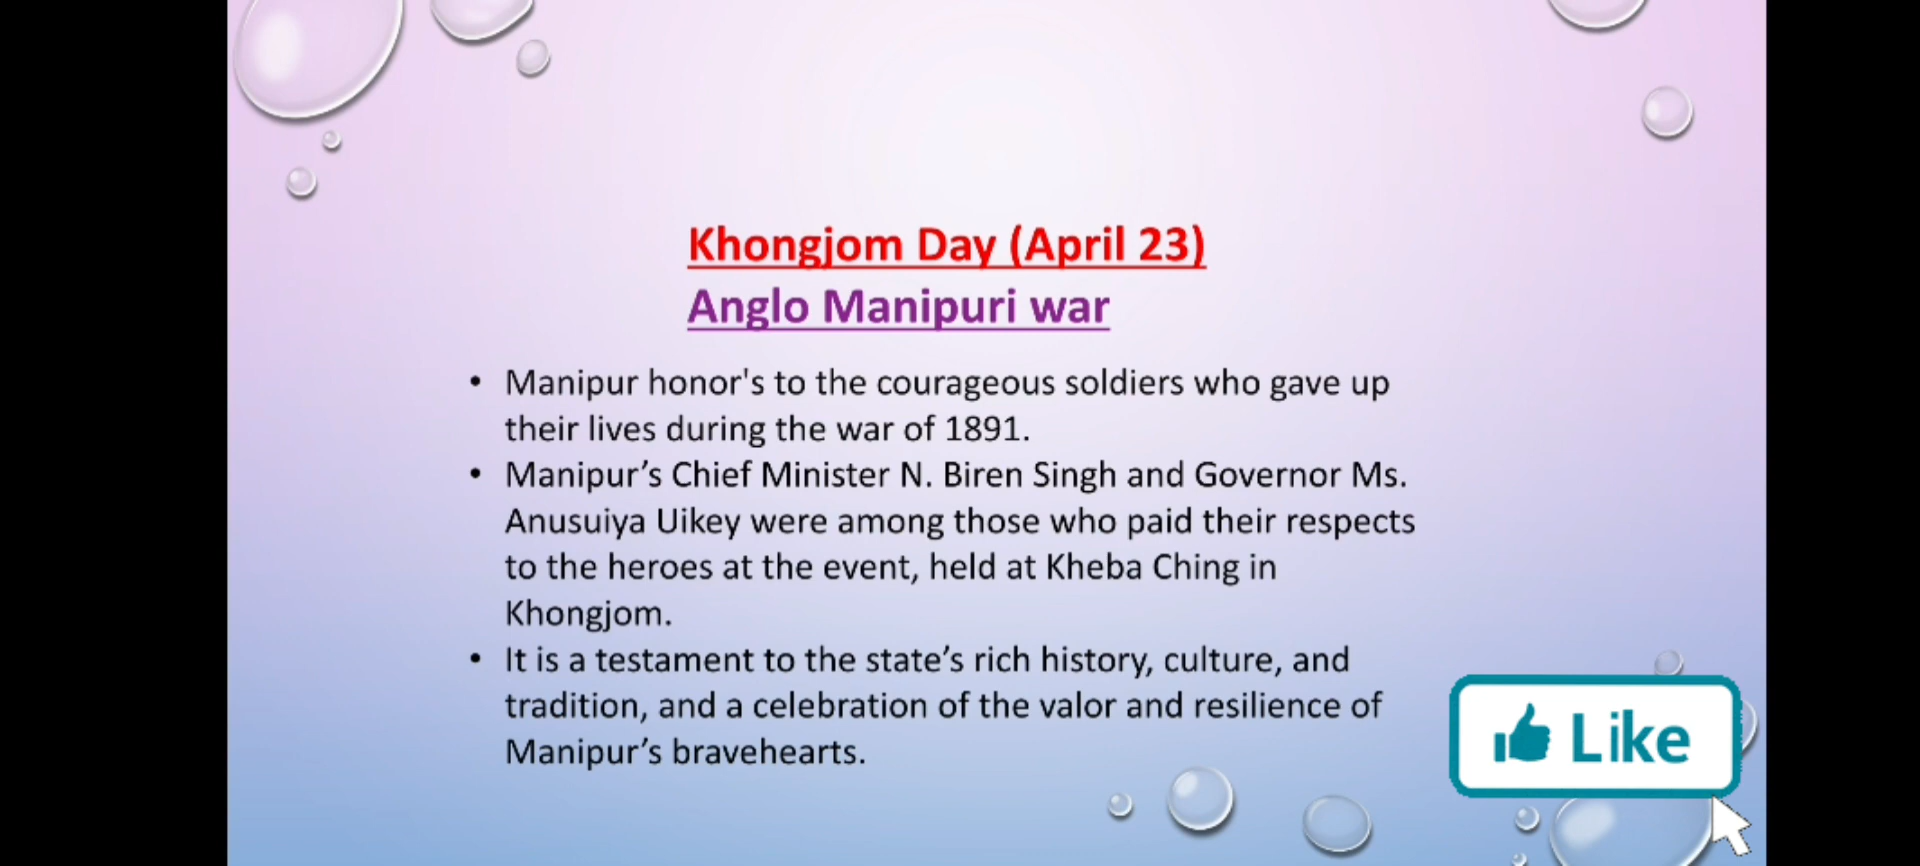 Khongjom Day (April 23)
Anglo Manipuri war
• Manipur honor's to the courageous soldiers who gave up
their lives during the war of 1891.
• Manipur’s Chief Minister N. Biren Singh and Governor Ms.
Anusuiya Uikey were among those who paid their respects
to the heroes at the event, held at Kheba Ching in
Khongjom.
• It is a testament to the state’s rich history, culture, and
tradition, and a celebration of the valor and resilience of
Manipur’s bravehearts.
Like